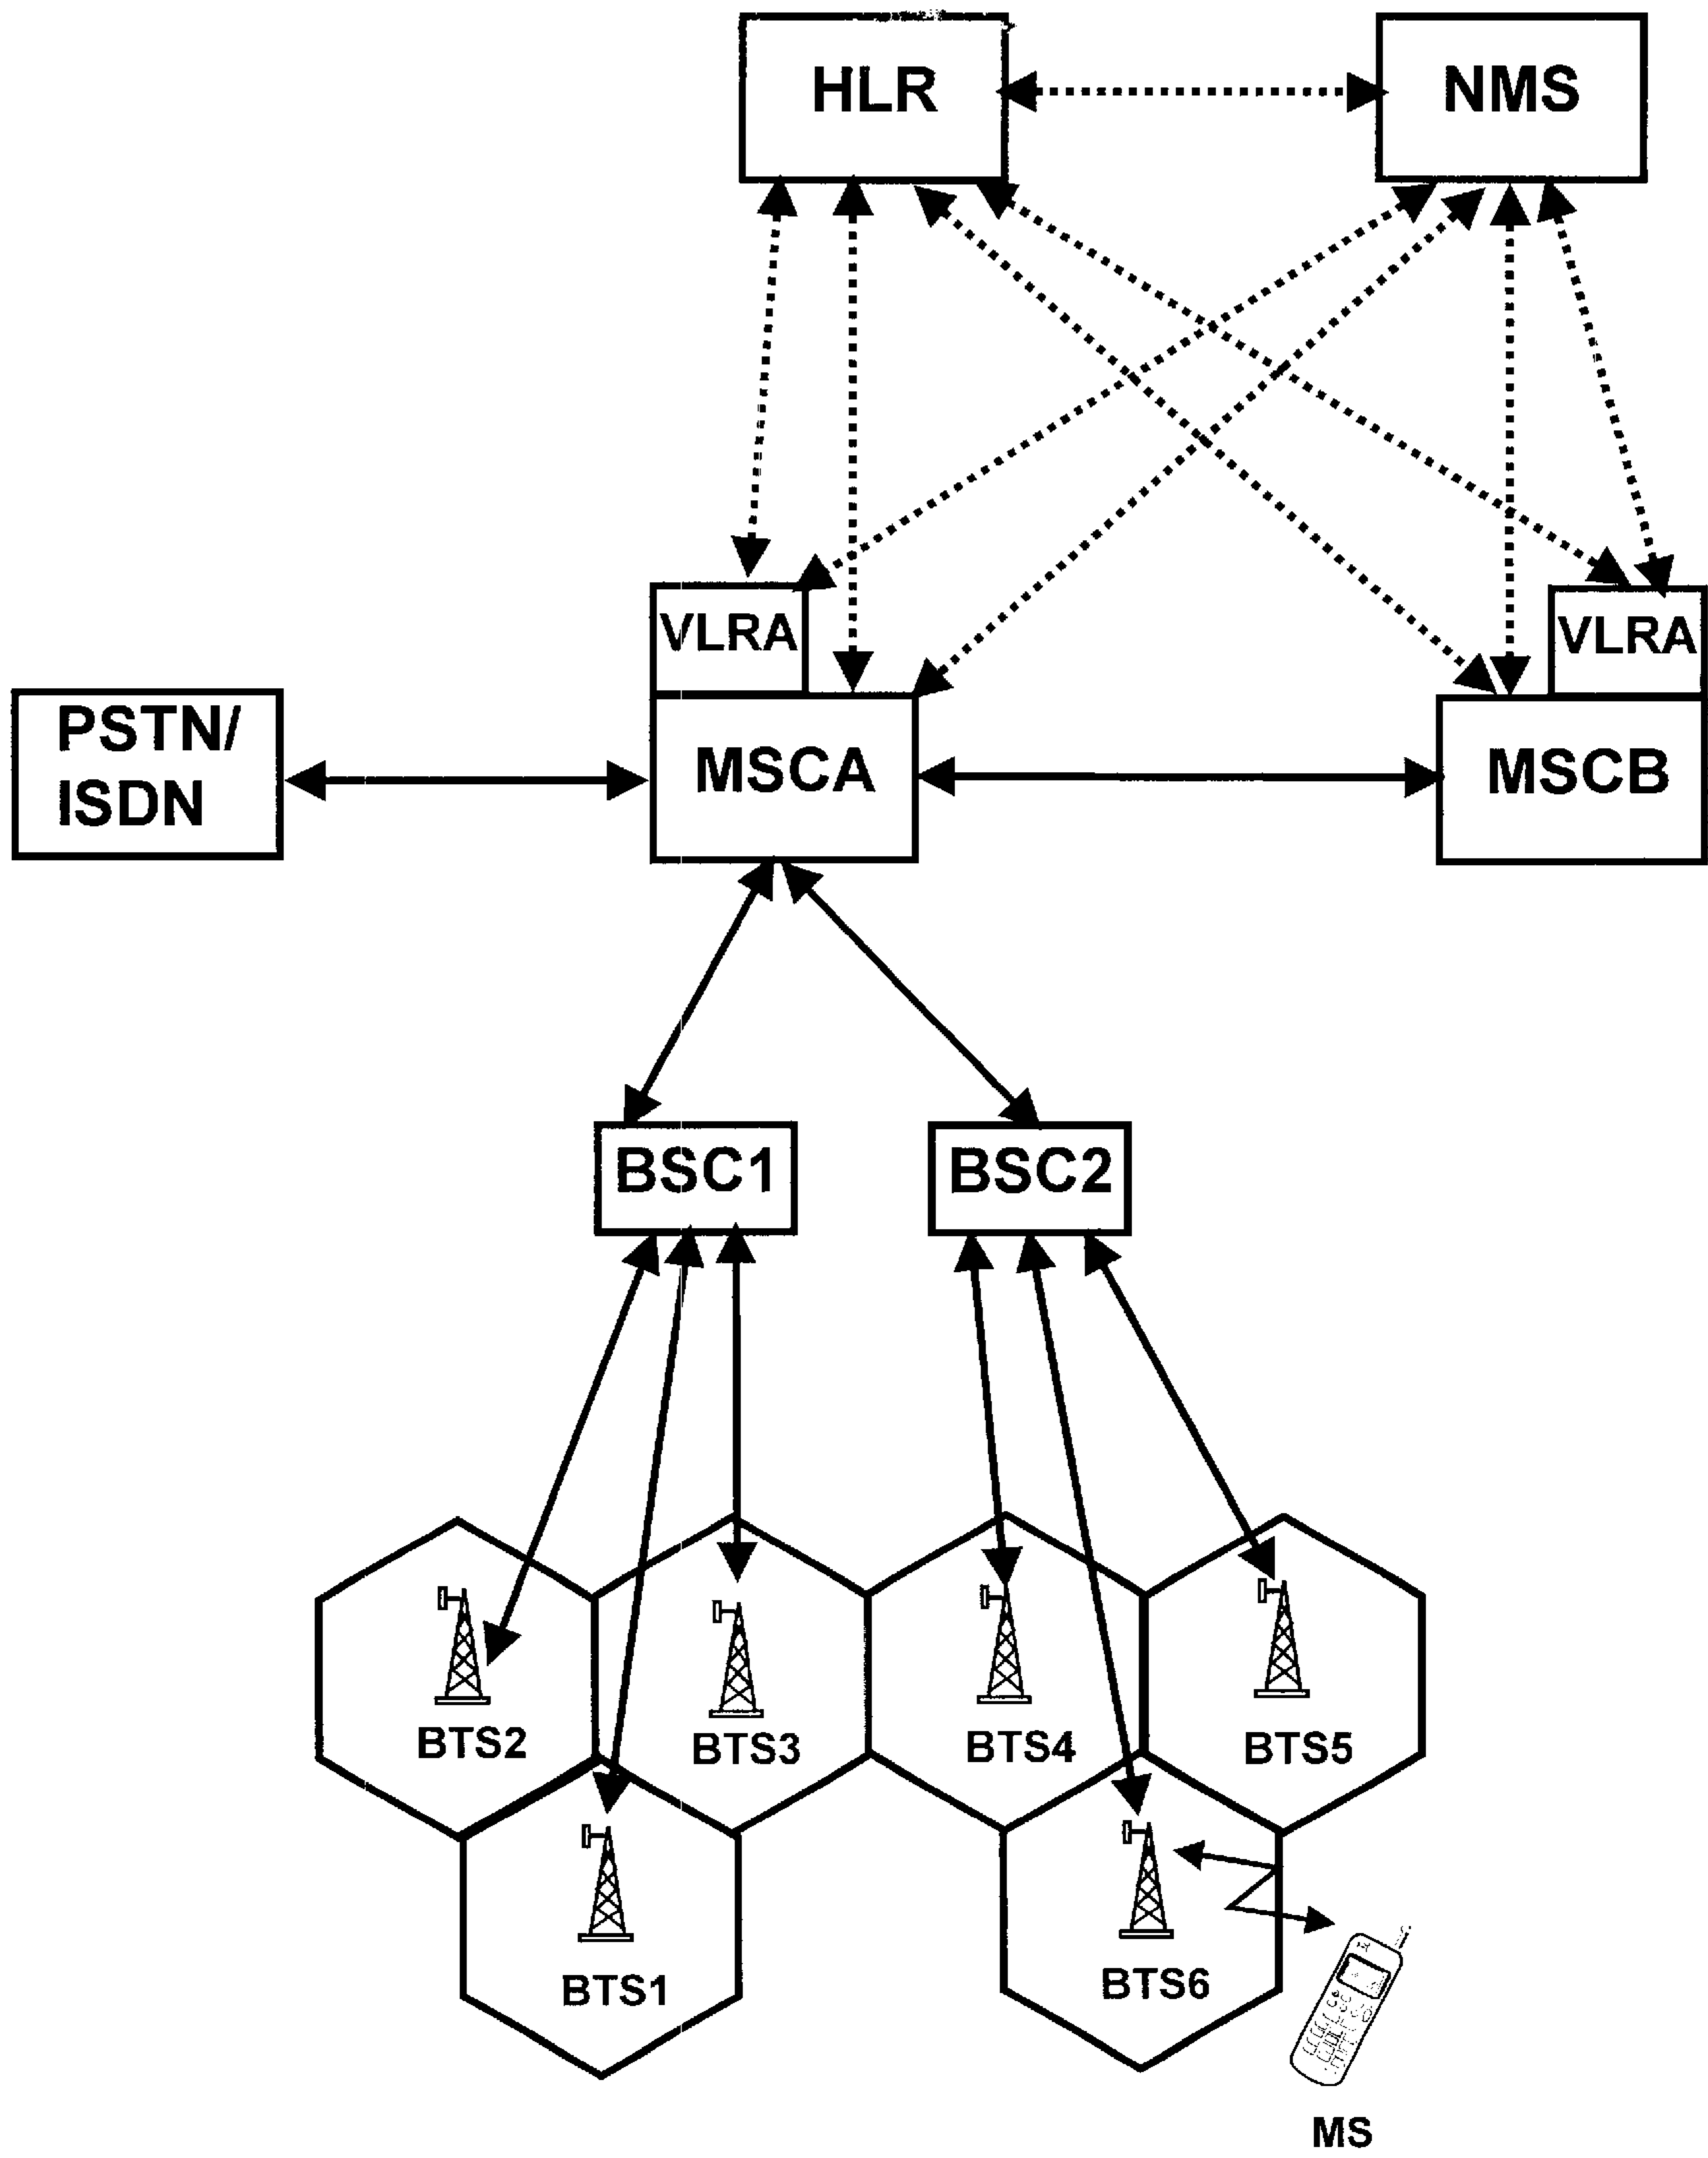 HLR
NMS
VLRA
VLRA
PSTN/
ISDN
MSCA
MSCB
BSC1
BSC2
BTS2
BTS3
BTS4
BTS5
BTS1
BTS6
MS